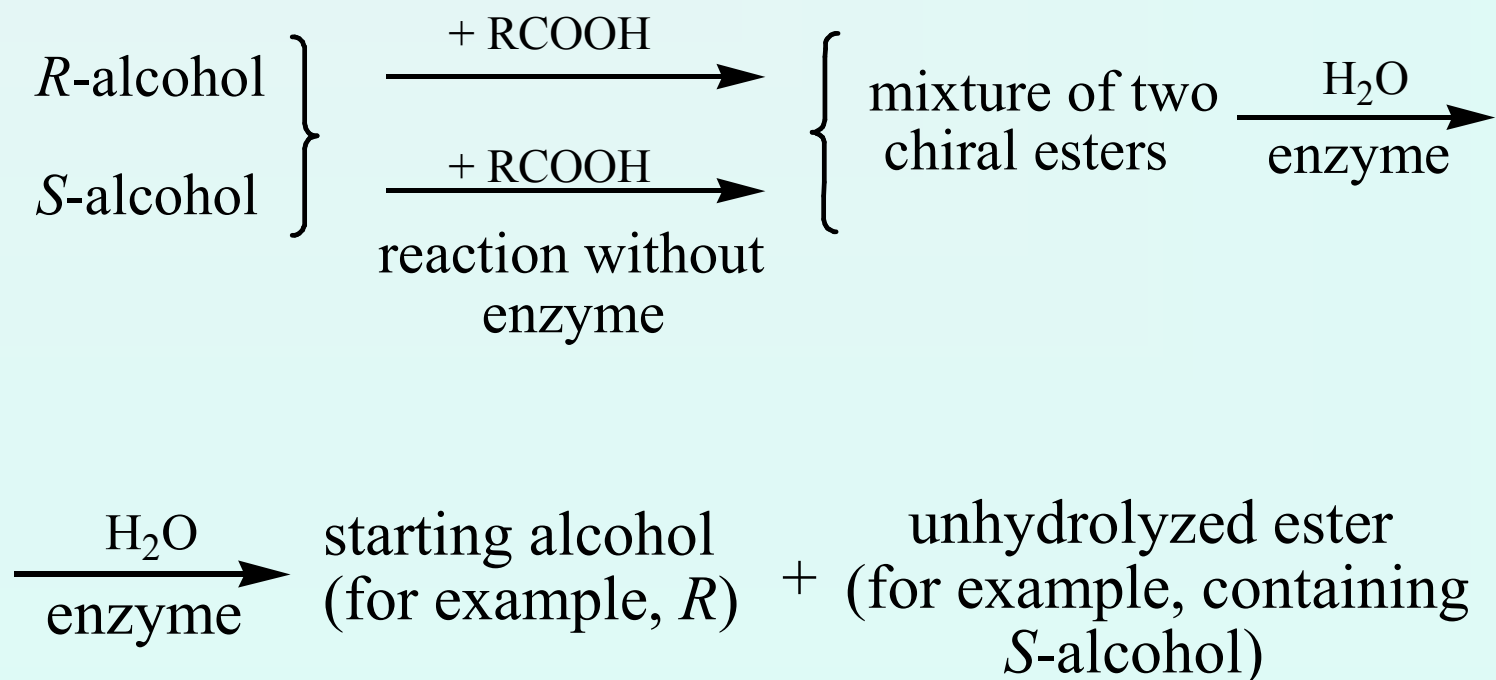 R-alcohol
S-alcohol
+ RCOOH
+ RCOOH
reaction without
enzyme
mixture of two
chiral esters
H₂O
enzyme
H₂O
enzyme
starting alcohol
(for example, R)
+
unhydrolyzed ester
(for example, containing
S-alcohol)